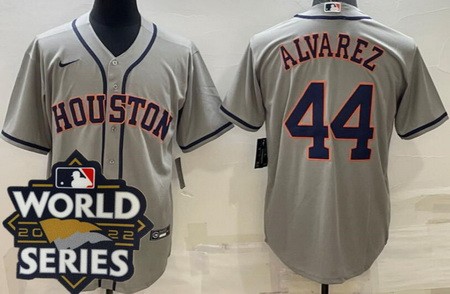 HOUSTON
WORLD
2022
SERIES
ALVAREZ
44